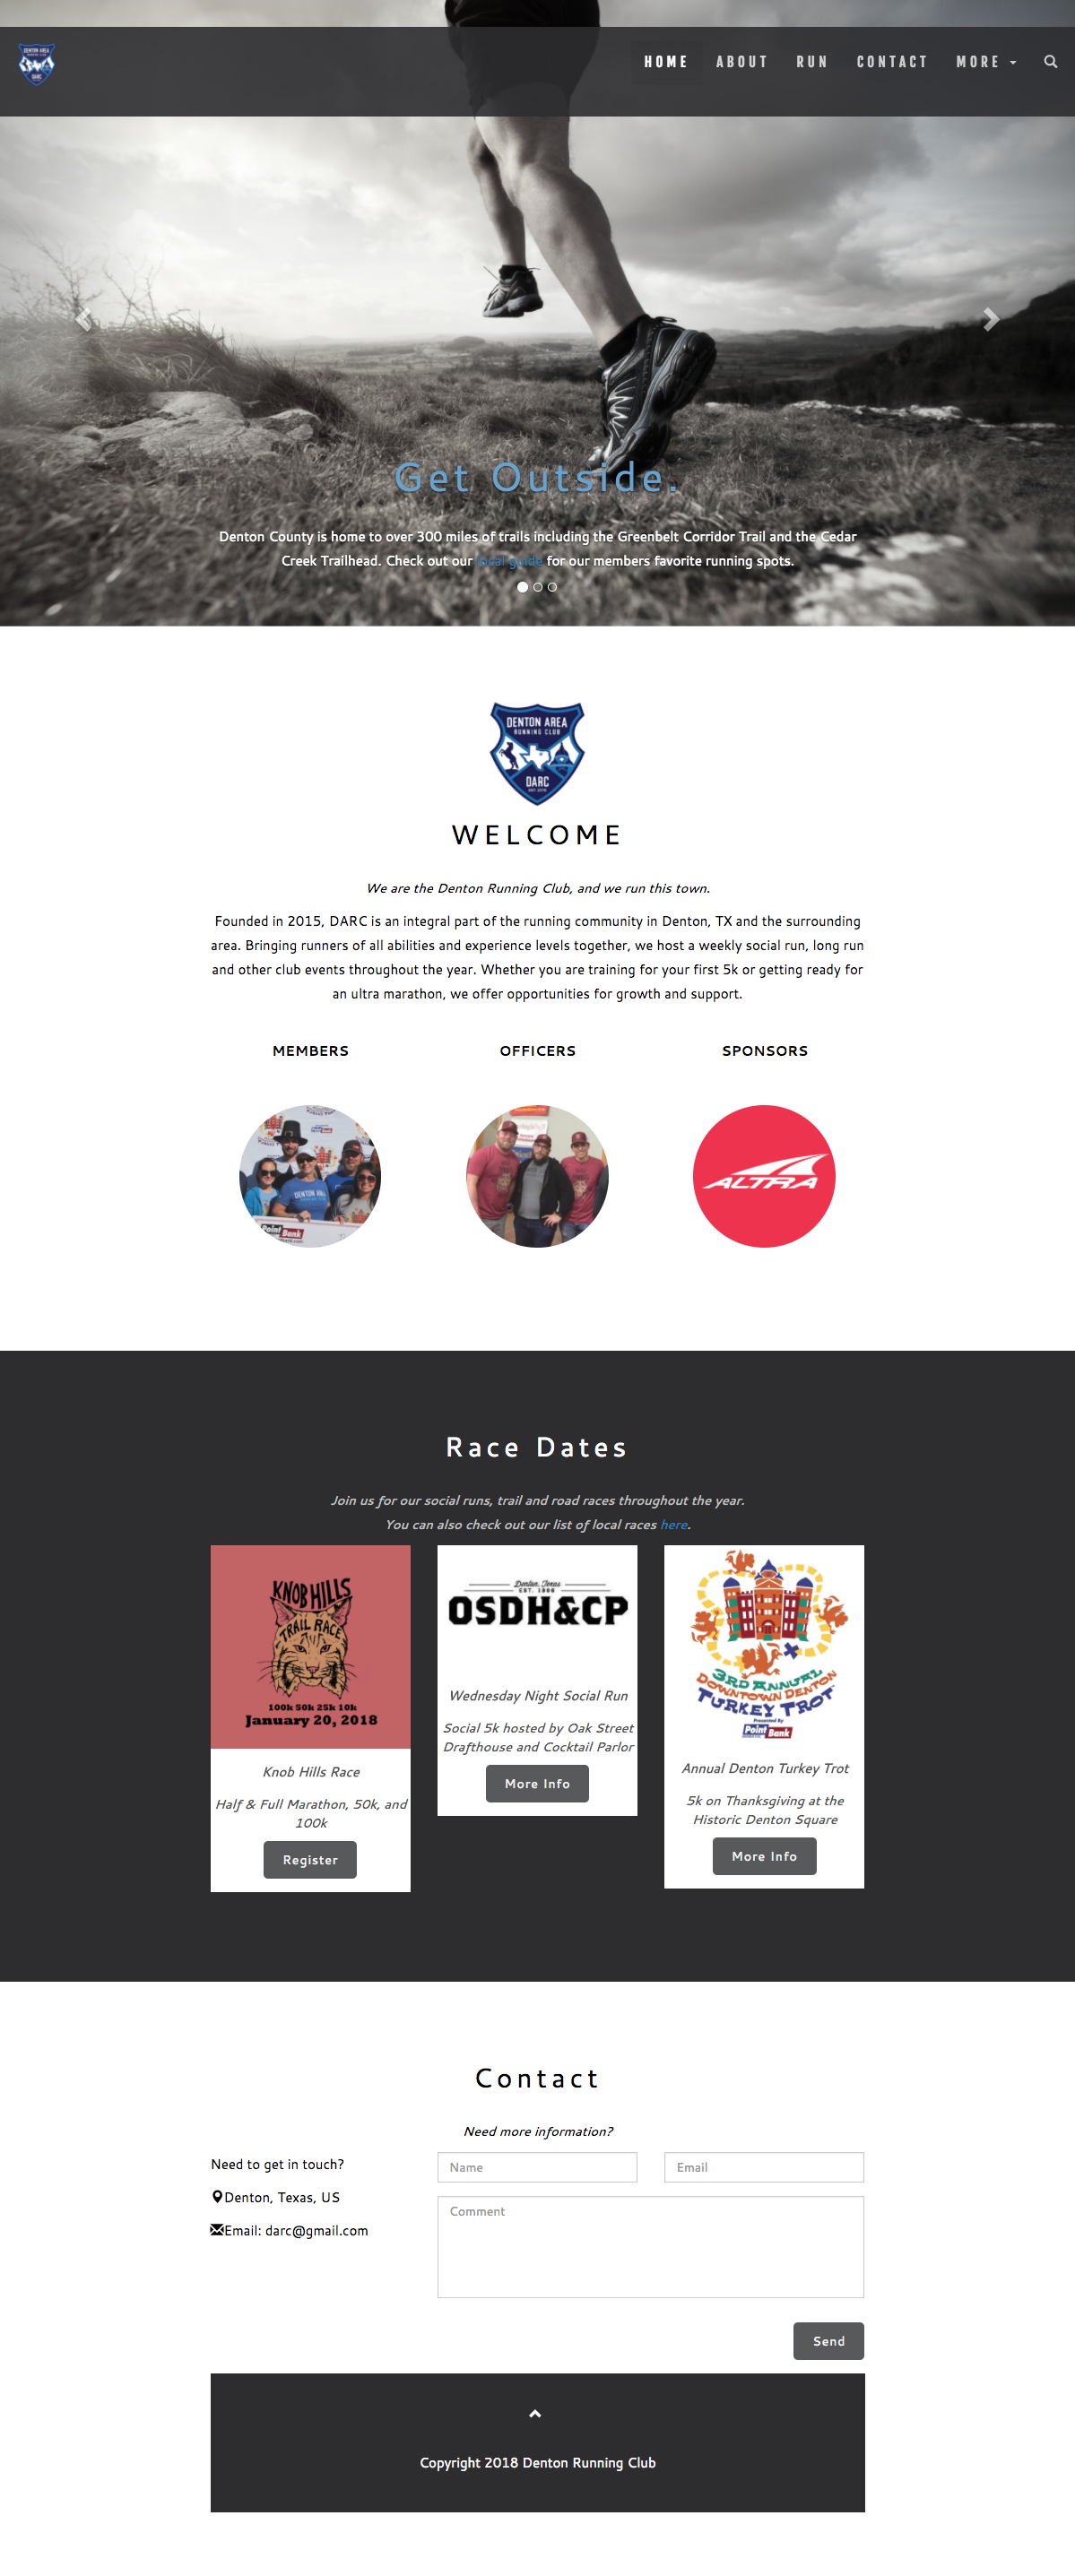 DENTON AREA
RUNNING CLUB
DARC
HOME ABOUT RUN CONTACT MORE
Get Outside.
Denton County is home to over 300 miles of trails including the Greenbelt Corridor Trail and the Cedar
Creek Trailhead. Check out our local guide for our members favorite running spots.
DENTON AREA
RUNNING CLUB
DARC
WELCOME
We are the Denton Running Club, and we run this town.
Founded in 2015, DARC is an integral part of the running community in Denton, TX and the surrounding
area. Bringing runners of all abilities and experience levels together, we host a weekly social run, long run
and other club events throughout the year. Whether you are training for your first 5k or getting ready for
an ultra marathon, we offer opportunities for growth and support.
MEMBERS OFFICERS SPONSORS
DENTON AREA
Point Bank
ALTRA
Race Dates
Join us for our social runs, trail and road races throughout the year.
You can also check out our list of local races here.
KNOB HILLS
TRAIL RACE
100k 50k 25k 10k
January 20, 2018
Knob Hills Race
Half & Full Marathon, 50k, and
100k
Register
Denton, Texas
EST. 1886
OSDH&CP
Wednesday Night Social Run
Social 5k hosted by Oak Street
Drafthouse and Cocktail Parlor
More Info
3RD ANNUAL
DOWNTOWN DENTON
TURKEY TROT
Presented by
Point Bank
Annual Denton Turkey Trot
5k on Thanksgiving at the
Historic Denton Square
More Info
Contact
Need more information?
Need to get in touch?
Denton, Texas, US
Email: darc@gmail.com
Name
Email
Comment
Send
Copyright 2018 Denton Running Club